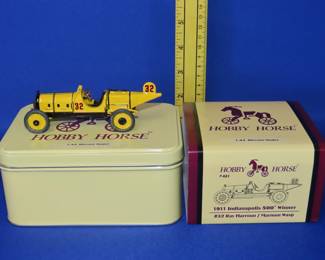 32
32
HOBBY HORSE
HOBBY HORSE
HOBBY HORSE
1911 Indianapolis 500 Winner
#32 Ray Harroun / Marmon Wasp